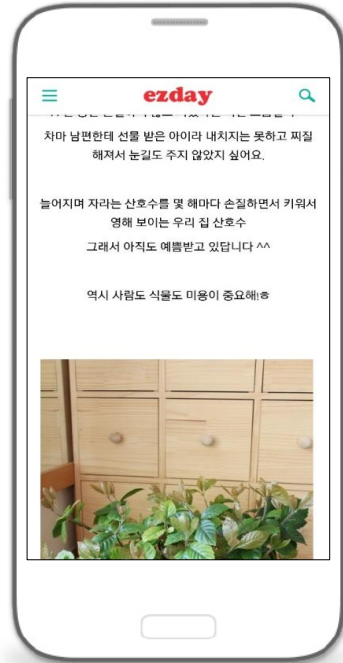 ezday
차마 남편한테 선물 받은 아이라 내치지는 못하고 찌질
해져서 눈길도 주지 않았지 싶어요.
늘어지며 자라는 산호수를 몇 해마다 손질하면서 키워서
영해 보이는 우리 집 산호수
그래서 아직도 예쁨받고 있답니다 ^^
역시 사람도 식물도 미용이 중요해!ㅎ